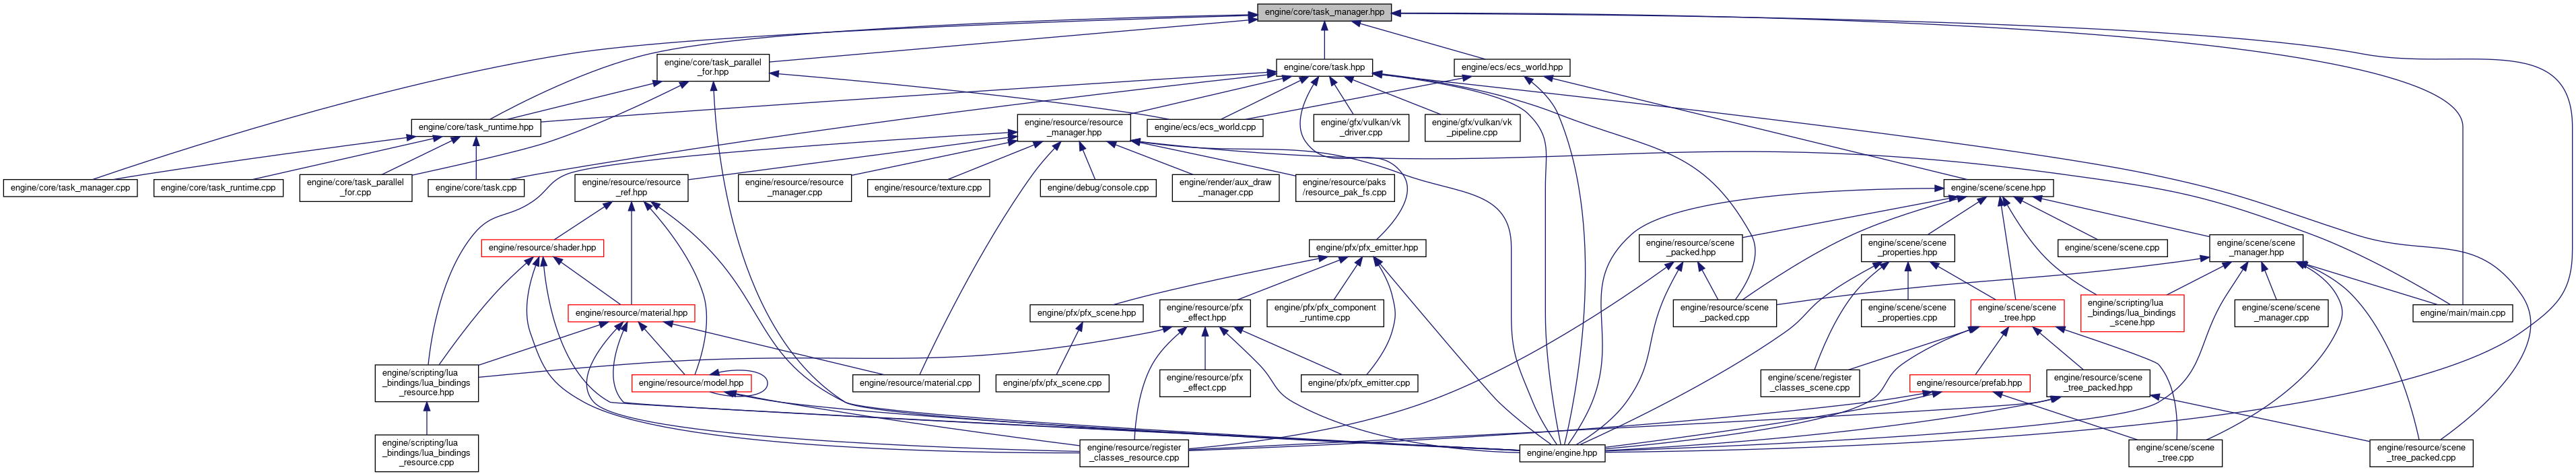 engine/core/task_manager.hpp
engine/core/task_parallel
_for.hpp
engine/core/task.hpp
engine/ecs/ecs_world.hpp
engine/core/task_runtime.hpp
engine/resource/resource
_manager.hpp
engine/ecs/ecs_world.cpp
engine/gfx/vulkan/vk
_driver.cpp
engine/gfx/vulkan/vk
_pipeline.cpp
engine/core/task_manager.cpp
engine/core/task_runtime.cpp
engine/core/task_parallel
_for.cpp
engine/core/task.cpp
engine/resource/resource
_ref.hpp
engine/resource/resource
_manager.cpp
engine/resource/texture.cpp
engine/debug/console.cpp
engine/render/aux_draw
_manager.cpp
engine/resource/paks
/resource_pak_fs.cpp
engine/scene/scene.hpp
engine/resource/shader.hpp
engine/pfx/pfx_emitter.hpp
engine/resource/scene
_packed.hpp
engine/scene/scene
_properties.hpp
engine/scene/scene.cpp
engine/scene/scene
_manager.hpp
engine/resource/material.hpp
engine/pfx/pfx_scene.hpp
engine/resource/pfx
_effect.hpp
engine/pfx/pfx_component
_runtime.cpp
engine/resource/scene
_packed.cpp
engine/scene/scene
_properties.cpp
engine/scene/scene
_tree.hpp
engine/scripting/lua
_bindings/lua_bindings
_scene.hpp
engine/scene/scene
_manager.cpp
engine/main/main.cpp
engine/scripting/lua
_bindings/lua_bindings
_resource.hpp
engine/resource/model.hpp
engine/resource/material.cpp
engine/pfx/pfx_scene.cpp
engine/resource/pfx
_effect.cpp
engine/pfx/pfx_emitter.cpp
engine/scene/register
_classes_scene.cpp
engine/resource/prefab.hpp
engine/resource/scene
_tree_packed.hpp
engine/scripting/lua
_bindings/lua_bindings
_resource.cpp
engine/resource/register
_classes_resource.cpp
engine/engine.hpp
engine/scene/scene
_tree.cpp
engine/resource/scene
_tree_packed.cpp